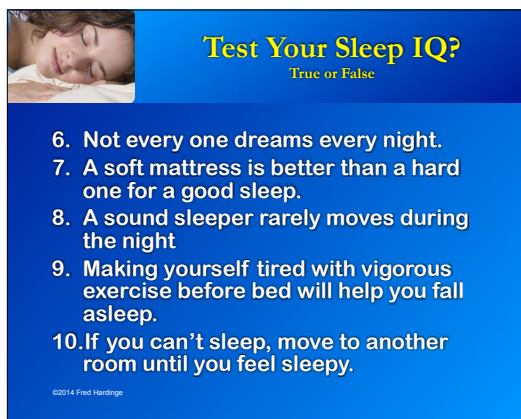 Test Your Sleep IQ?
True or False
6. Not every one dreams every night.
7. A soft mattress is better than a hard
one for a good sleep.
8. A sound sleeper rarely moves during
the night
9. Making yourself tired with vigorous
exercise before bed will help you fall
asleep.
10.If you can't sleep, move to another
room until you feel sleepy.
©2014 Fred Hardinge